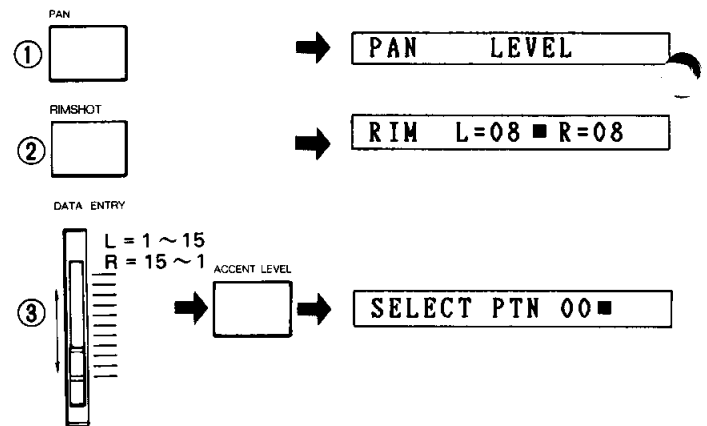 PAN
① PAN LEVEL
RIMSHOT
② RIM L=08 ■ R=08
DATA ENTRY
L = 1 ~ 15
R = 15 ~ 1
ACCENT LEVEL
③ SELECT PTN 00 ■